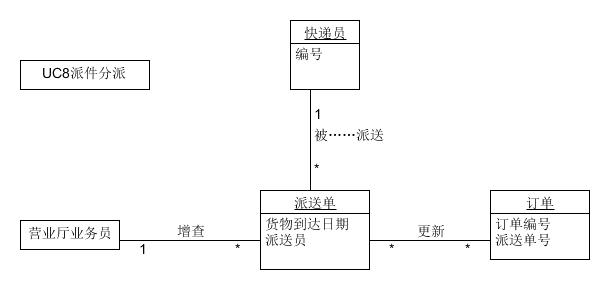 快递员
编号
UC8派件分派
1
被……派送
*
派送单
货物到达日期
派送员
订单
订单编号
派送单号
营业厅业务员
增查
1
*
更新
*
*